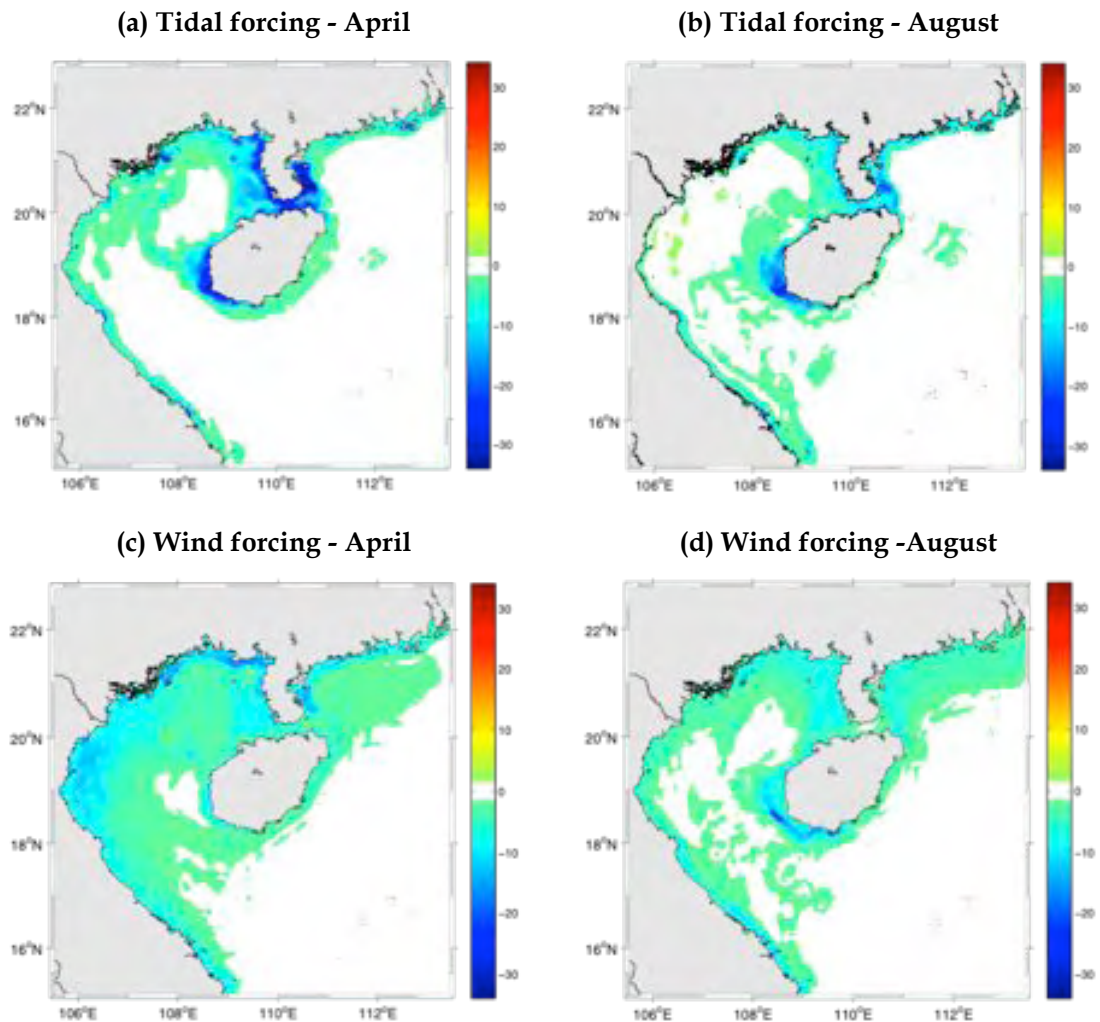 (a) Tidal forcing - April
(b) Tidal forcing - August
22°N
20°N
18°N
16°N
106°E 108°E 110°E 112°E
30
20
10
0
−10
−20
−30
22°N
20°N
18°N
16°N
106°E 108°E 110°E 112°E
30
20
10
0
−10
−20
−30
(c) Wind forcing - April
(d) Wind forcing -August
22°N
20°N
18°N
16°N
106°E 108°E 110°E 112°E
30
20
10
0
−10
−20
−30
22°N
20°N
18°N
16°N
106°E 108°E 110°E 112°E
30
20
10
0
−10
−20
−30